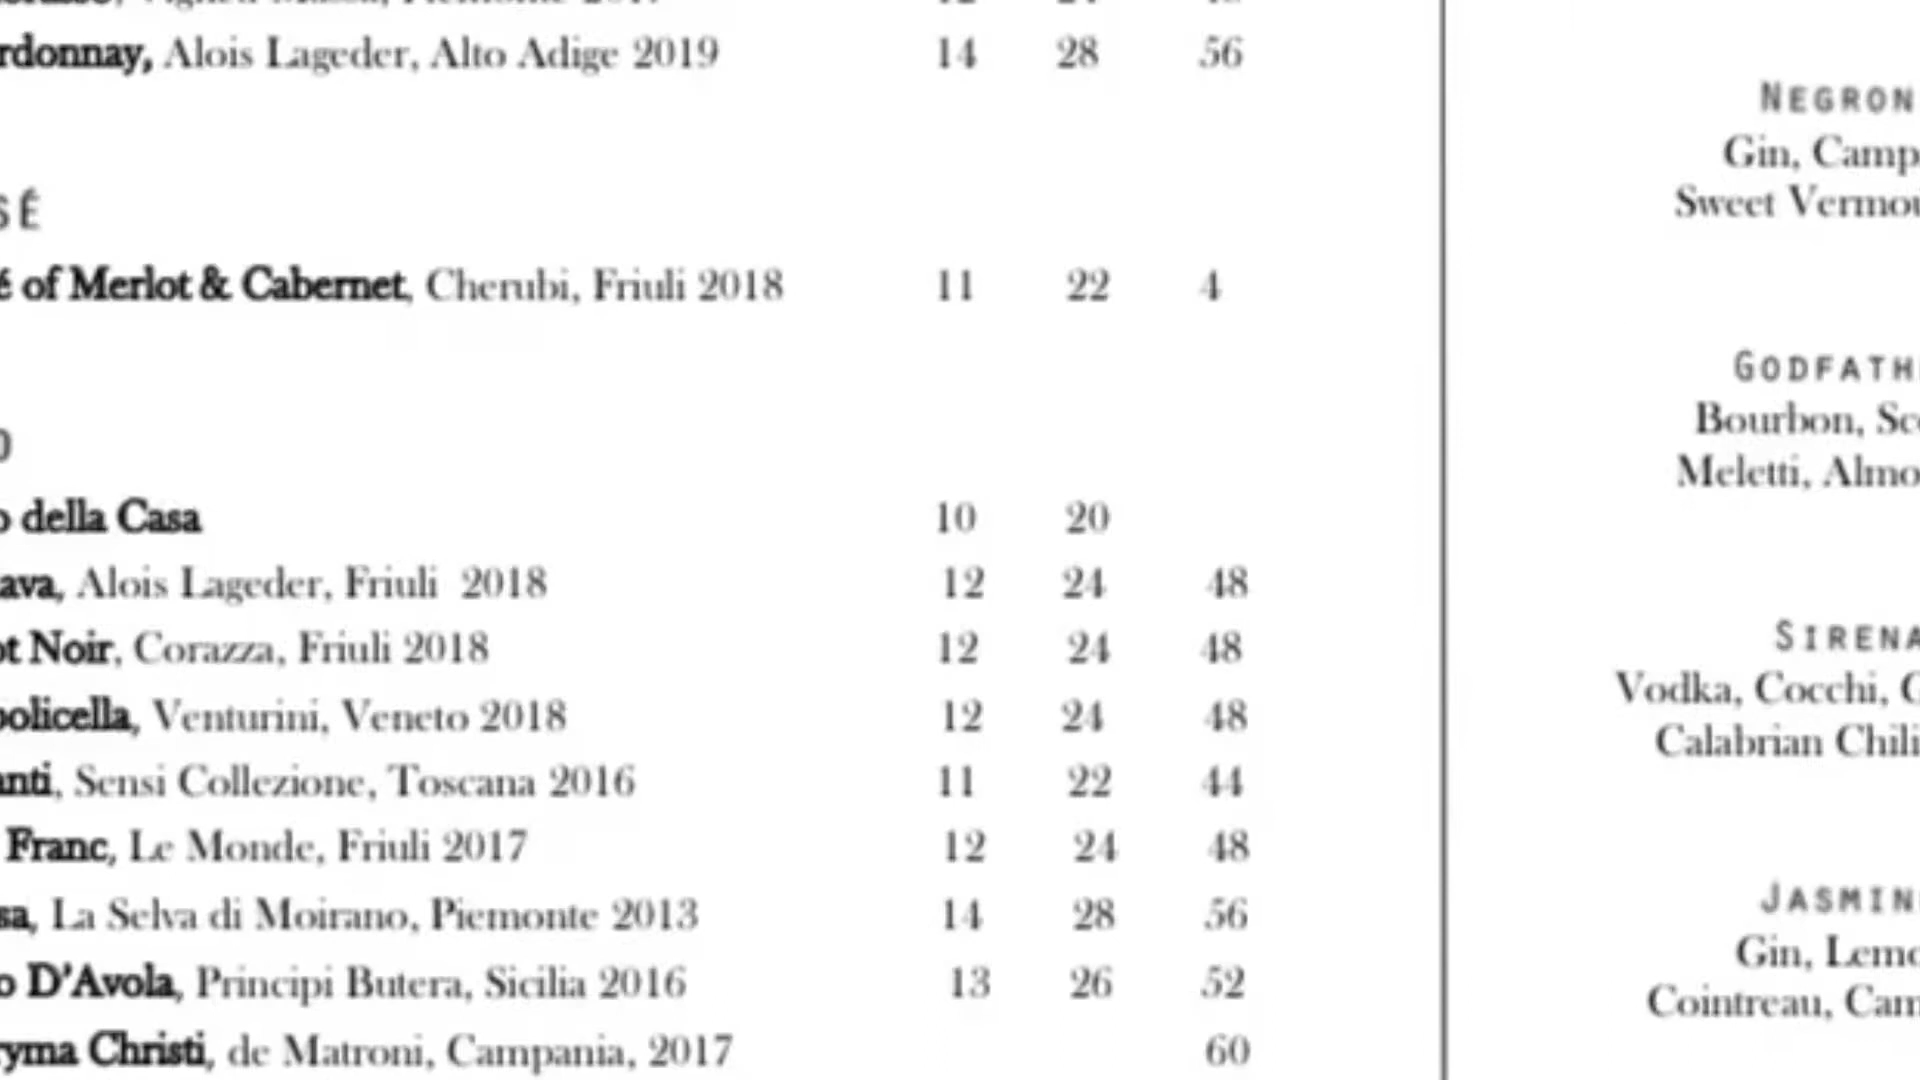 rdonnay, Alois Lageder, Alto Adige 2019 14 28 56
SÉ
é of Merlot & Cabernet, Cherubi, Friuli 2018 11 22 4
O
o della Casa 10 20
ava, Alois Lageder, Friuli 2018 12 24 48
ot Noir, Corazza, Friuli 2018 12 24 48
policella, Venturini, Veneto 2018 12 24 48
anti, Sensi Collezione, Toscana 2016 11 22 44
Franc, Le Monde, Friuli 2017 12 24 48
sa, La Selva di Moirano, Piemonte 2013 14 28 56
o D'Avola, Principi Butera, Sicilia 2016 13 26 52
ryma Christi, de Matroni, Campania, 2017 60
NEGRON
Gin, Camp
Sweet Vermou
GODFATH
Bourbon, Sc
Meletti, Almo
SIRENA
Vodka, Cocchi, G
Calabrian Chili
JASMIN
Gin, Lemo
Cointreau, Cam